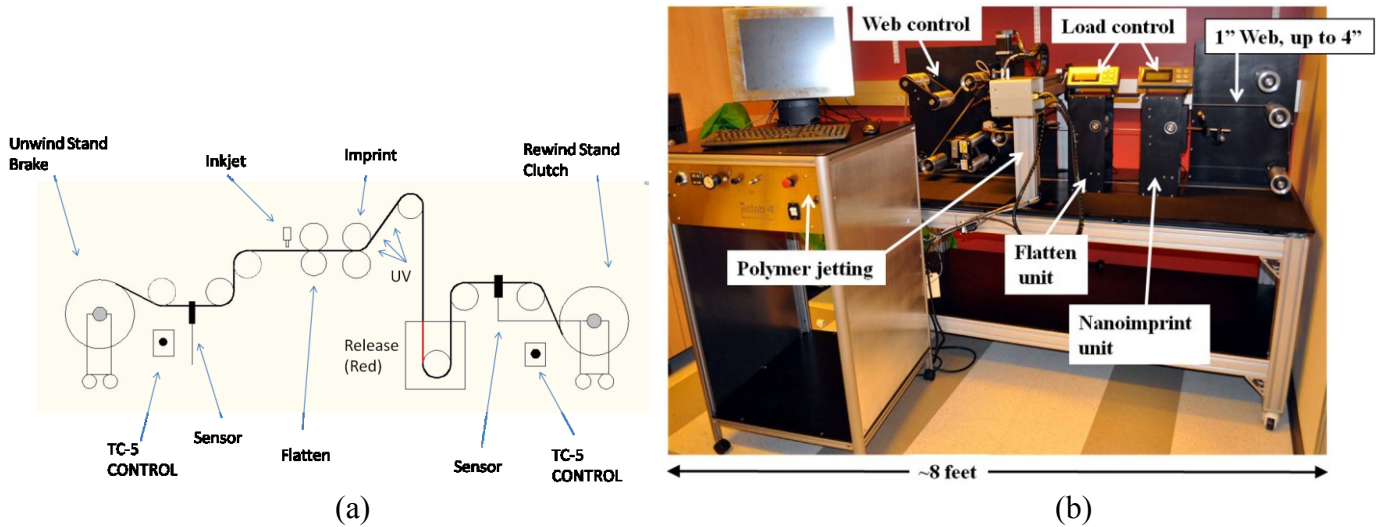 Unwind Stand
Brake
Inkjet
Imprint
Rewind Stand
Clutch
UV
Release
(Red)
TC-5
CONTROL
Sensor
Flatten
Sensor
TC-5
CONTROL
(a)
Web control
Load control
1” Web, up to 4”
Polymer jetting
Flatten
unit
Nanoimprint
unit
~8 feet
(b)